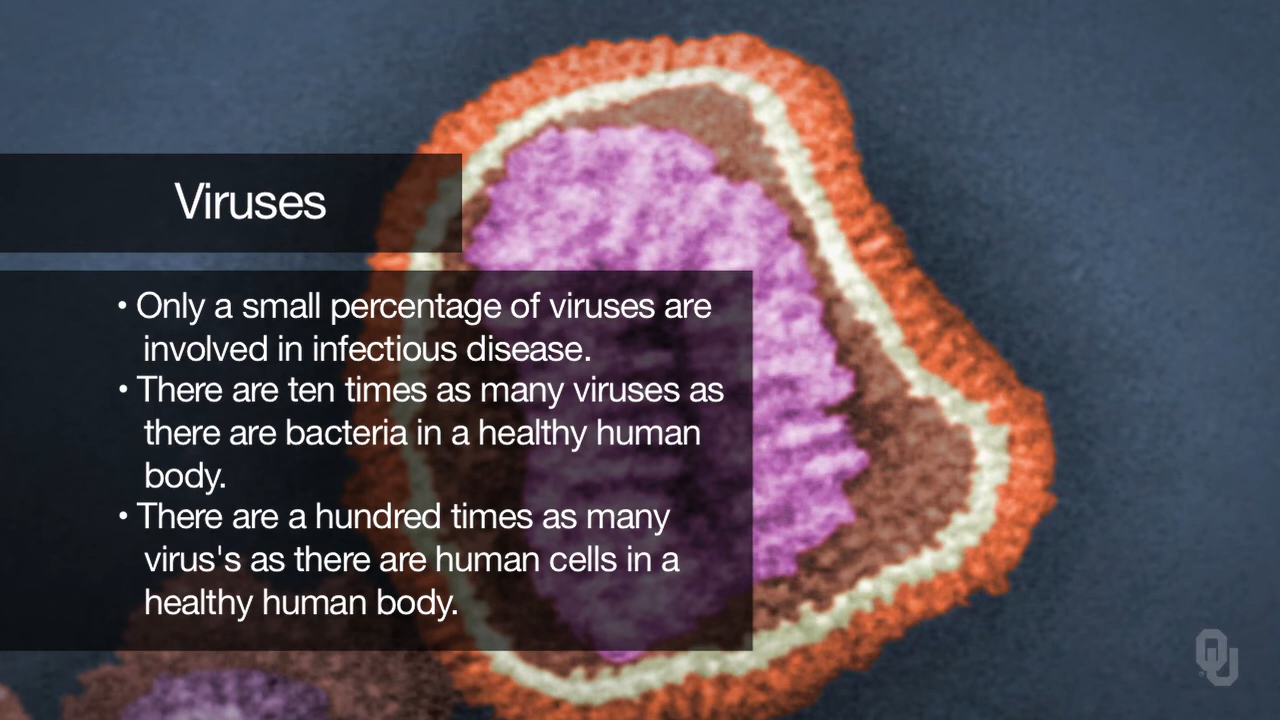 Viruses
• Only a small percentage of viruses are
involved in infectious disease.
• There are ten times as many viruses as
there are bacteria in a healthy human
body.
• There are a hundred times as many
virus's as there are human cells in a
healthy human body.
OU